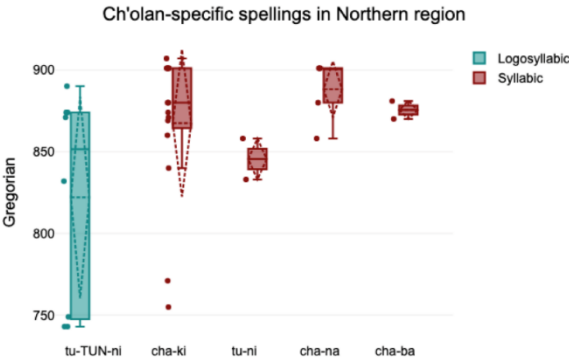 Ch'olan-specific spellings in Northern region
Logosyllabic
Syllabic
Gregorian
900
850
800
750
tu-TUN-ni cha-ki tu-ni cha-na cha-ba